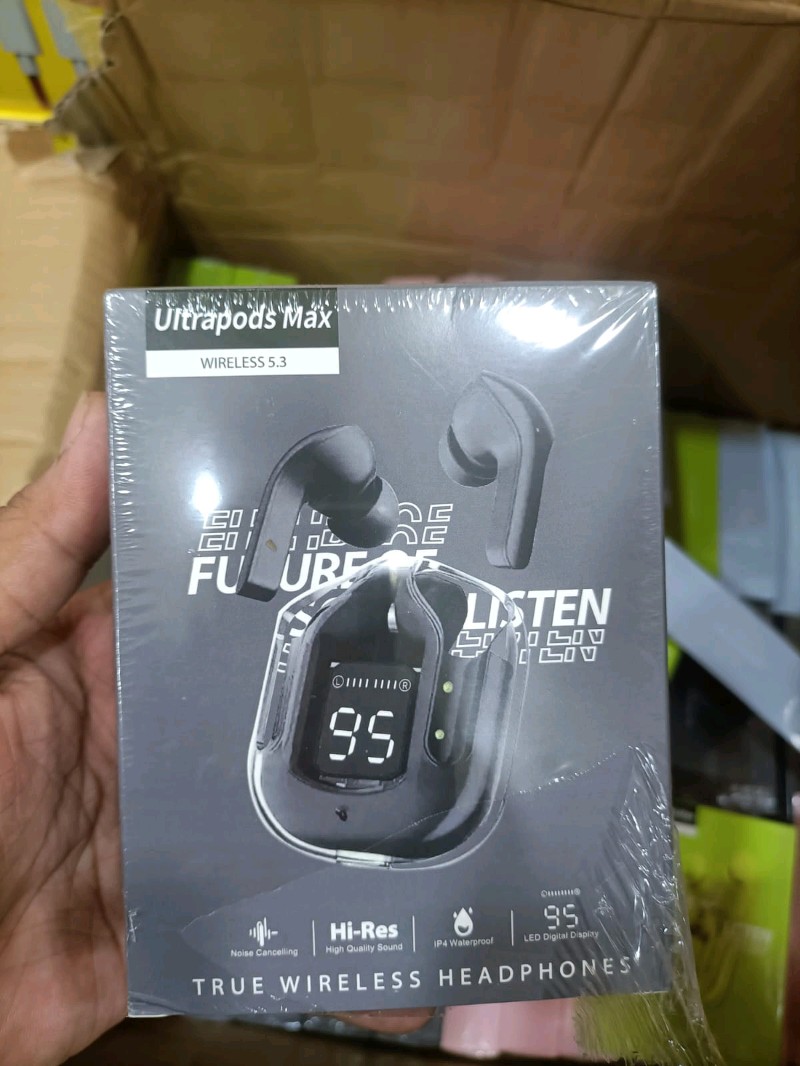 Ultrapods Max
WIRELESS 5.3
FUTURE OF
LISTEN
L R
95
Noise Cancelling
Hi-Res
High Quality Sound
IP4 Waterproof
95
LED Digital Display
TRUE WIRELESS HEADPHONES